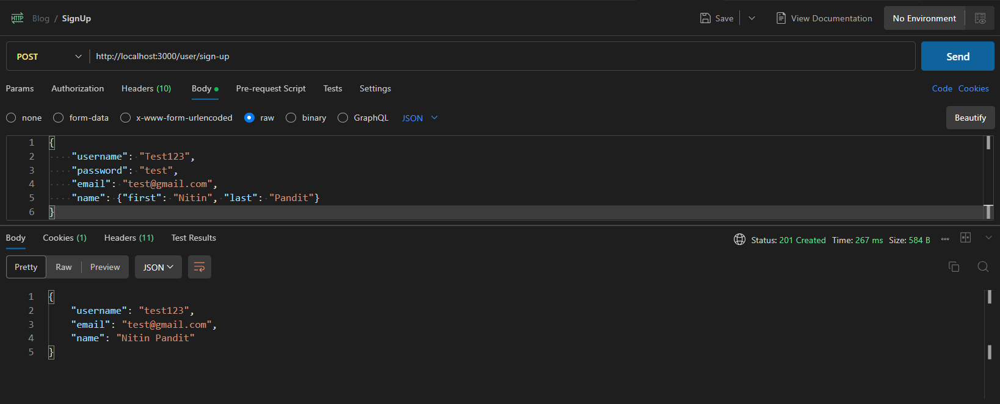 HTTP Blog / SignUp Save View Documentation No Environment
POST http://localhost:3000/user/sign-up Send
Params Authorization Headers (10) Body Pre-request Script Tests Settings Code Cookies
none form-data x-www-form-urlencoded raw binary GraphQL JSON Beautify
1 {
2 "username": "Test123",
3 "password": "test",
4 "email": "test@gmail.com",
5 "name": {"first": "Nitin", "last": "Pandit"}
6 }
Body Cookies (1) Headers (11) Test Results Status: 201 Created Time: 267 ms Size: 584 B
Pretty Raw Preview JSON
1 {
2 "username": "test123",
3 "email": "test@gmail.com",
4 "name": "Nitin Pandit"
5 }